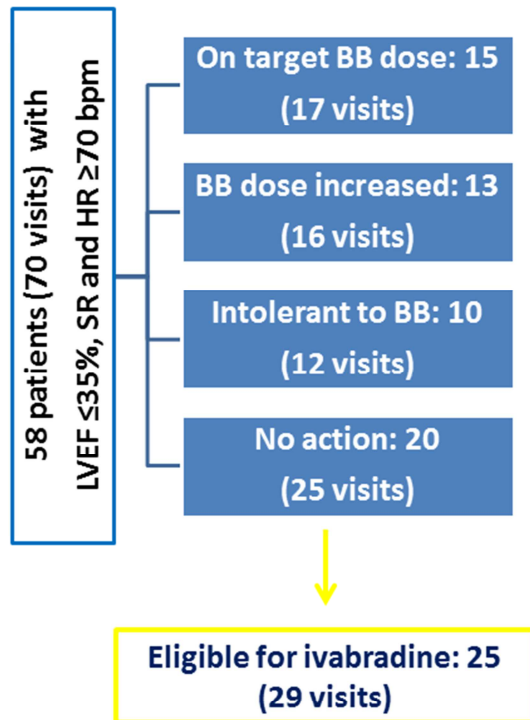 58 patients (70 visits) with
LVEF ≤35%, SR and HR ≥70 bpm
On target BB dose: 15
(17 visits)
BB dose increased: 13
(16 visits)
Intolerant to BB: 10
(12 visits)
No action: 20
(25 visits)
Eligible for ivabradine: 25
(29 visits)